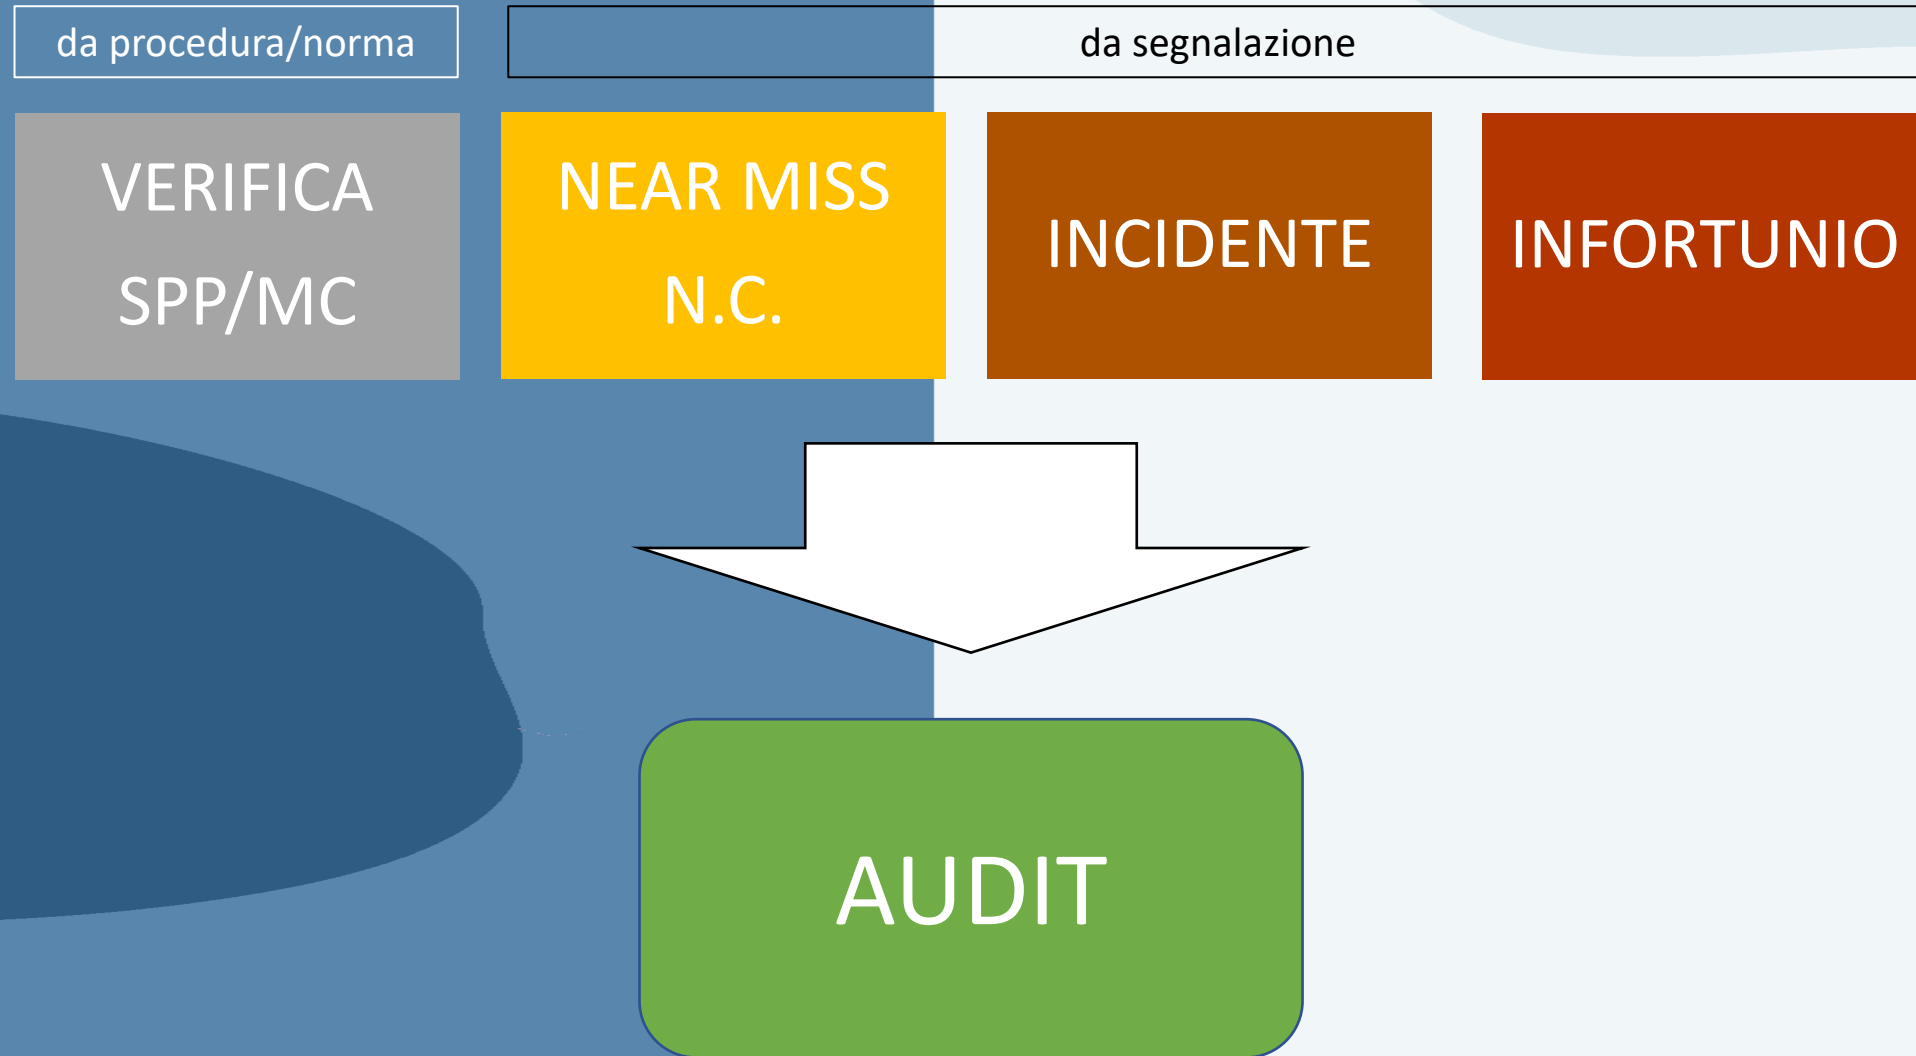 da procedura/norma
da segnalazione
VERIFICA
SPP/MC
NEAR MISS
N.C.
INCIDENTE
INFORTUNIO
AUDIT